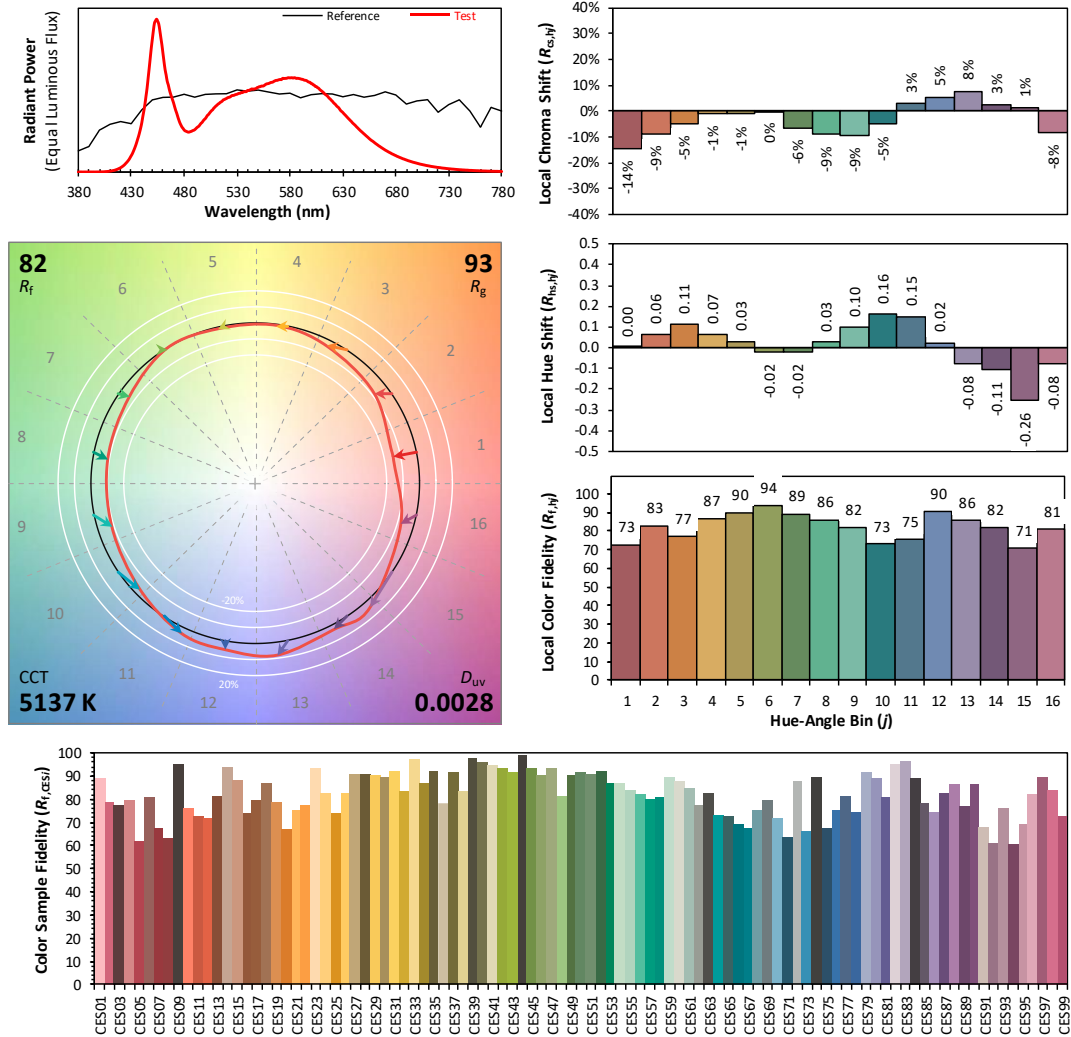 Reference
Test
Radiant Power
(Equal Luminous Flux)
380 430 480 530 580 630 680 730 780
Wavelength (nm)
Local Chroma Shift (Rcs,hj)
40%
30%
20%
10%
0%
-10%
-20%
-30%
-40%
-14% -9% -5% -1% -1% 0% -6% -9% -9% -5% 3% 5% 8% 3% 1% -8%
82
Rf
93
Rg
5 4
6 3
7 2
8 1
9 16
10 15
11 14
12 13
-20%
20%
CCT
5137 K
Duv
0.0028
Local Hue Shift (Rhs,hj)
0.5
0.4
0.3
0.2
0.1
0.0
-0.1
-0.2
-0.3
-0.4
-0.5
0.00 0.06 0.11 0.07 0.03 -0.02 -0.02 0.03 0.10 0.16 0.15 0.02 -0.08 -0.11 -0.26 -0.08
Local Color Fidelity (Rf,hj)
100
90
80
70
60
50
40
30
20
10
0
73 83 77 87 90 94 89 86 82 73 75 90 86 82 71 81
1 2 3 4 5 6 7 8 9 10 11 12 13 14 15 16
Hue-Angle Bin (j)
Color Sample Fidelity (Rf,CESi)
100
90
80
70
60
50
40
30
20
10
0
CES01 CES03 CES05 CES07 CES09 CES11 CES13 CES15 CES17 CES19 CES21 CES23 CES25 CES27 CES29 CES31 CES33 CES35 CES37 CES39 CES41 CES43 CES45 CES47 CES49 CES51 CES53 CES55 CES57 CES59 CES61 CES63 CES65 CES67 CES69 CES71 CES73 CES75 CES77 CES79 CES81 CES83 CES85 CES87 CES89 CES91 CES93 CES95 CES97 CES99